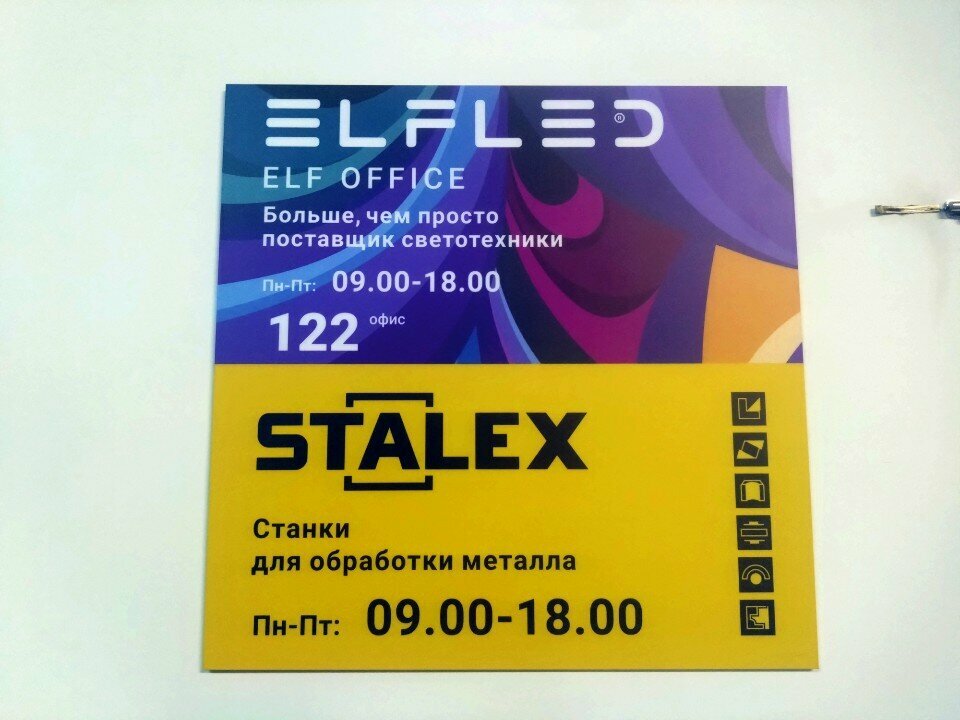 ELFLED®
ELF OFFICE
Больше, чем просто
поставщик светотехники
Пн-Пт: 09.00-18.00
122 офис
STALEX
Станки
для обработки металла
Пн-Пт: 09.00-18.00